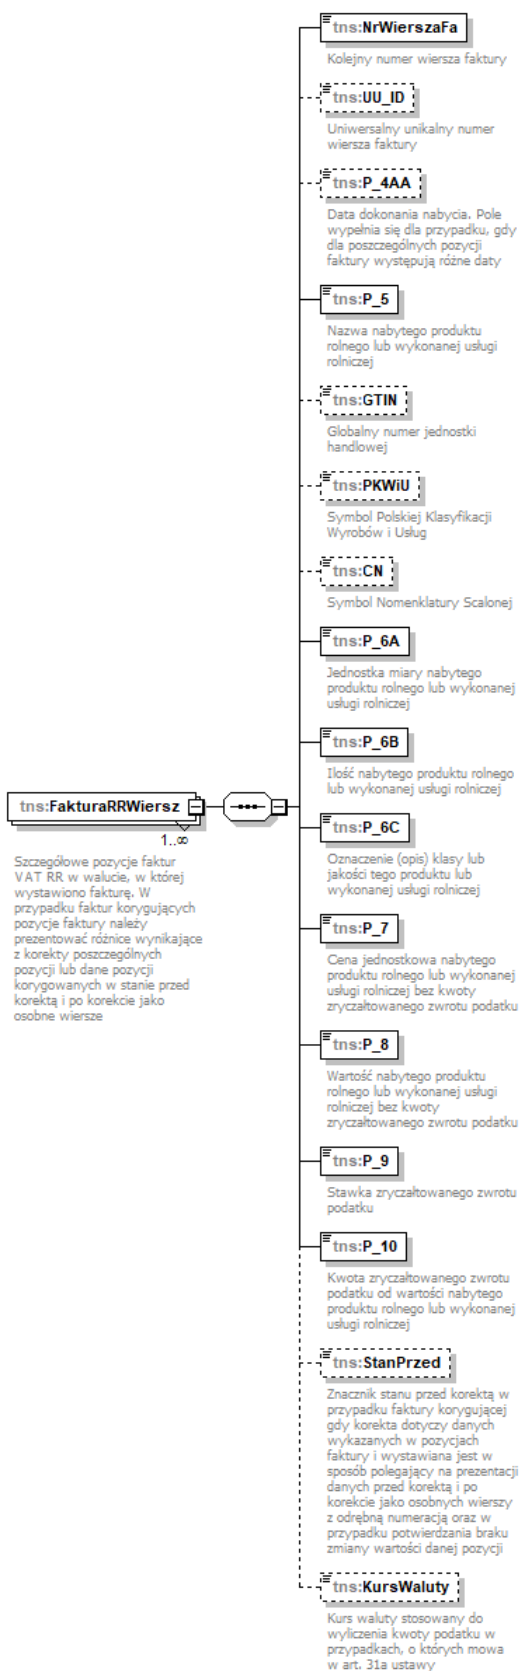 tns:NrWierszaFa
Kolejny numer wiersza faktury
tns:UU_ID
Uniwersalny unikalny numer
wiersza faktury
tns:P_4AA
Data dokonania nabycia. Pole
wypełnia się dla przypadku, gdy
dla poszczególnych pozycji
faktury występują różne daty
tns:P_5
Nazwa nabytego produktu
rolnego lub wykonanej usługi
rolniczej
tns:GTIN
Globalny numer jednostki
handlowej
tns:PKWiU
Symbol Polskiej Klasyfikacji
Wyrobów i Usług
tns:CN
Symbol Nomenklatury Scalonej
tns:P_6A
Jednostka miary nabytego
produktu rolnego lub wykonanej
usługi rolniczej
tns:P_6B
Ilość nabytego produktu rolnego
lub wykonanej usługi rolniczej
tns:FakturaRRWiersz
1..∞
Szczegółowe pozycje faktur
VAT RR w walucie, w której
wystawiono fakturę. W
przypadku faktur korygujących
pozycje faktury należy
prezentować różnice wynikające
z korekty poszczególnych
pozycji lub dane pozycji
korygowanych w stanie przed
korektą i po korekcie jako
osobne wiersze
tns:P_6C
Oznaczenie (opis) klasy lub
jakości tego produktu lub
wykonanej usługi rolniczej
tns:P_7
Cena jednostkowa nabytego
produktu rolnego lub wykonanej
usługi rolniczej bez kwoty
zryczałtowanego zwrotu podatku
tns:P_8
Wartość nabytego produktu
rolnego lub wykonanej usługi
rolniczej bez kwoty
zryczałtowanego zwrotu podatku
tns:P_9
Stawka zryczałtowanego zwrotu
podatku
tns:P_10
Kwota zryczałtowanego zwrotu
podatku od wartości nabytego
produktu rolnego lub wykonanej
usługi rolniczej
tns:StanPrzed
Znacznik stanu przed korektą w
przypadku faktury korygującej
gdy korekta dotyczy danych
wykazanych w pozycjach
faktury i wystawiana jest w
sposób polegający na prezentacji
danych przed korektą i po
korekcie jako osobnych wierszy
z odrębną numeracją oraz w
przypadku potwierdzania braku
zmiany wartości danej pozycji
tns:KursWaluty
Kurs waluty stosowany do
wyliczenia kwoty podatku w
przypadkach, o których mowa
w art. 31a ustawy